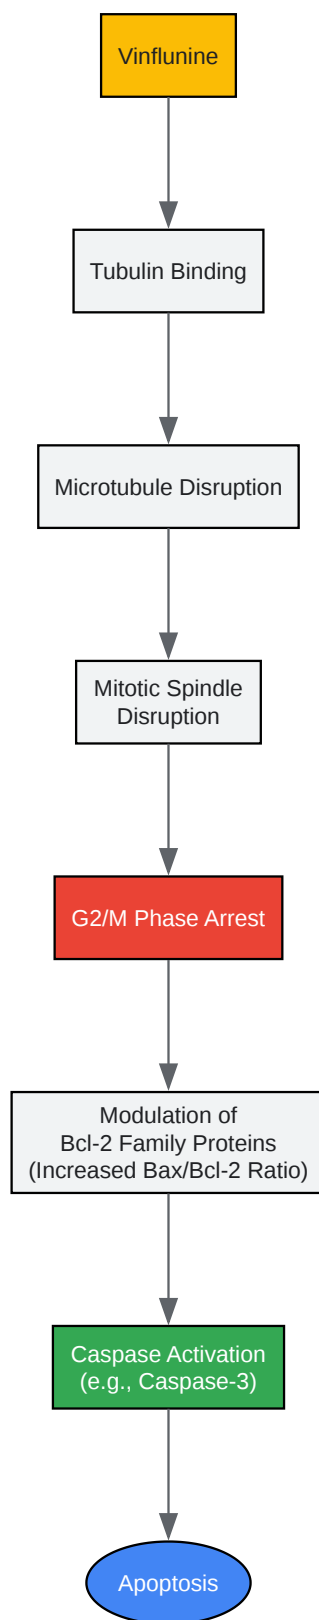 Vinflunine
Tubulin Binding
Microtubule Disruption
Mitotic Spindle
Disruption
G2/M Phase Arrest
Modulation of
Bcl-2 Family Proteins
(Increased Bax/Bcl-2 Ratio)
Caspase Activation
(e.g., Caspase-3)
Apoptosis